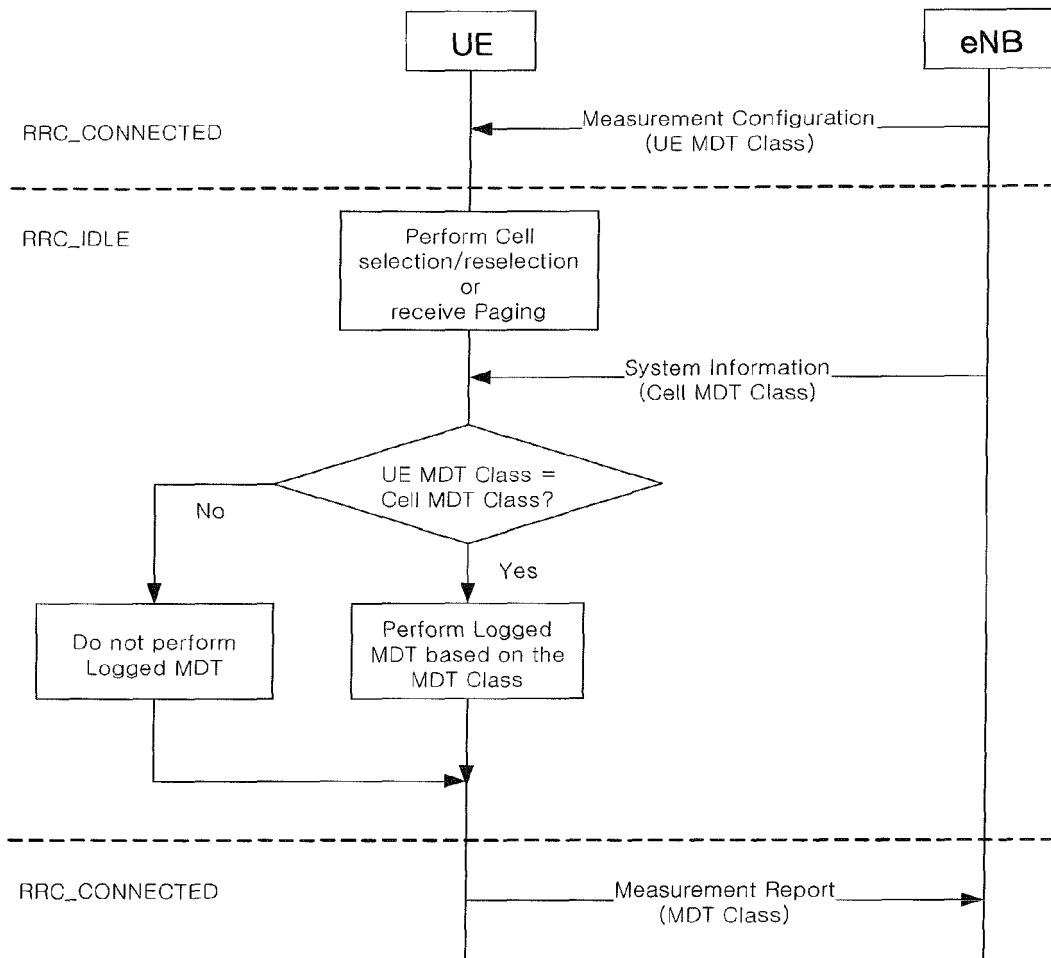 UE
eNB
RRC_CONNECTED
Measurement Configuration
(UE MDT Class)
RRC_IDLE
Perform Cell
selection/reselection
or
receive Paging
System Information
(Cell MDT Class)
UE MDT Class =
Cell MDT Class?
No
Yes
Do not perform
Logged MDT
Perform Logged
MDT based on the
MDT Class
RRC_CONNECTED
Measurement Report
(MDT Class)